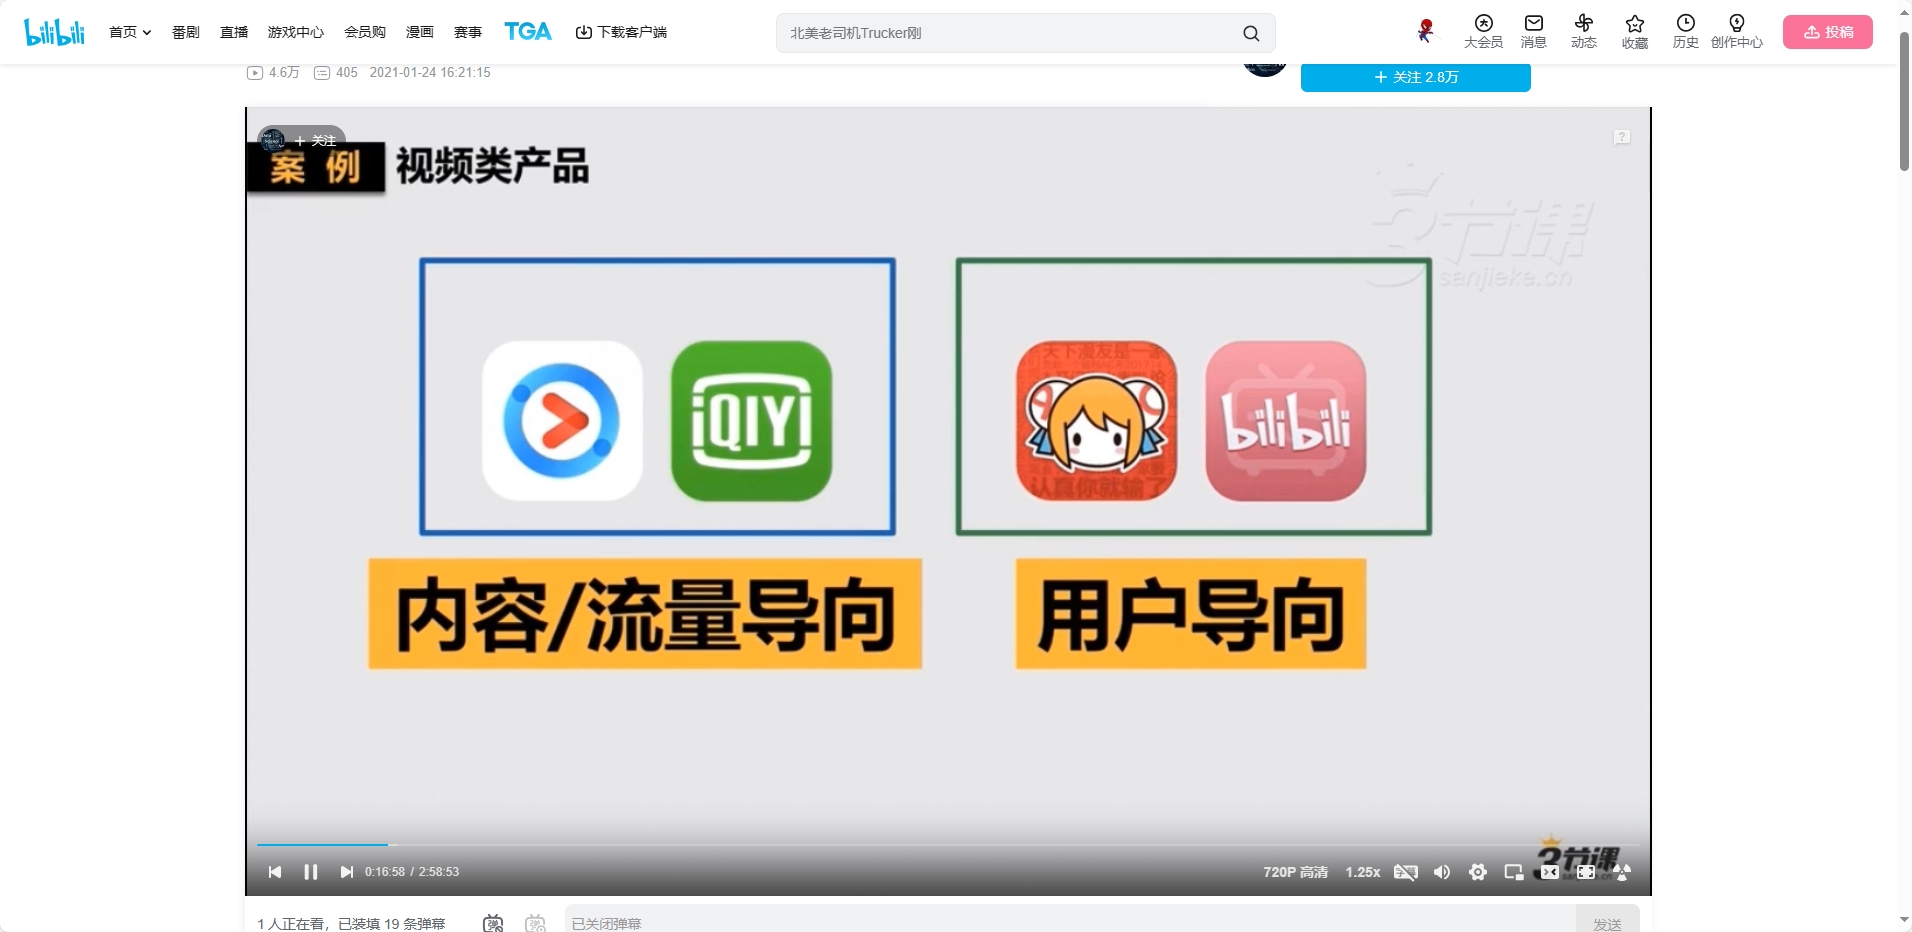 bilibili 首页 番剧 直播 游戏中心 会员购 漫画 赛事 TGA 下载客户端 北美老司机Trucker刚 大会员 消息 动态 收藏 历史 创作中心 投稿
4.6万 405 2021-01-24 16:21:15 + 关注 2.8万
+ 关注
案 例 视频类产品
3节课
sanjieke.cn
天下漫友是一家
iQIYI bilibili
认真你就输了
内容/流量导向 用户导向
3节课
0:16:58 / 2:58:53 720P 高清 1.25x
1 人正在看，已装填 19 条弹幕 已关闭弹幕 发送